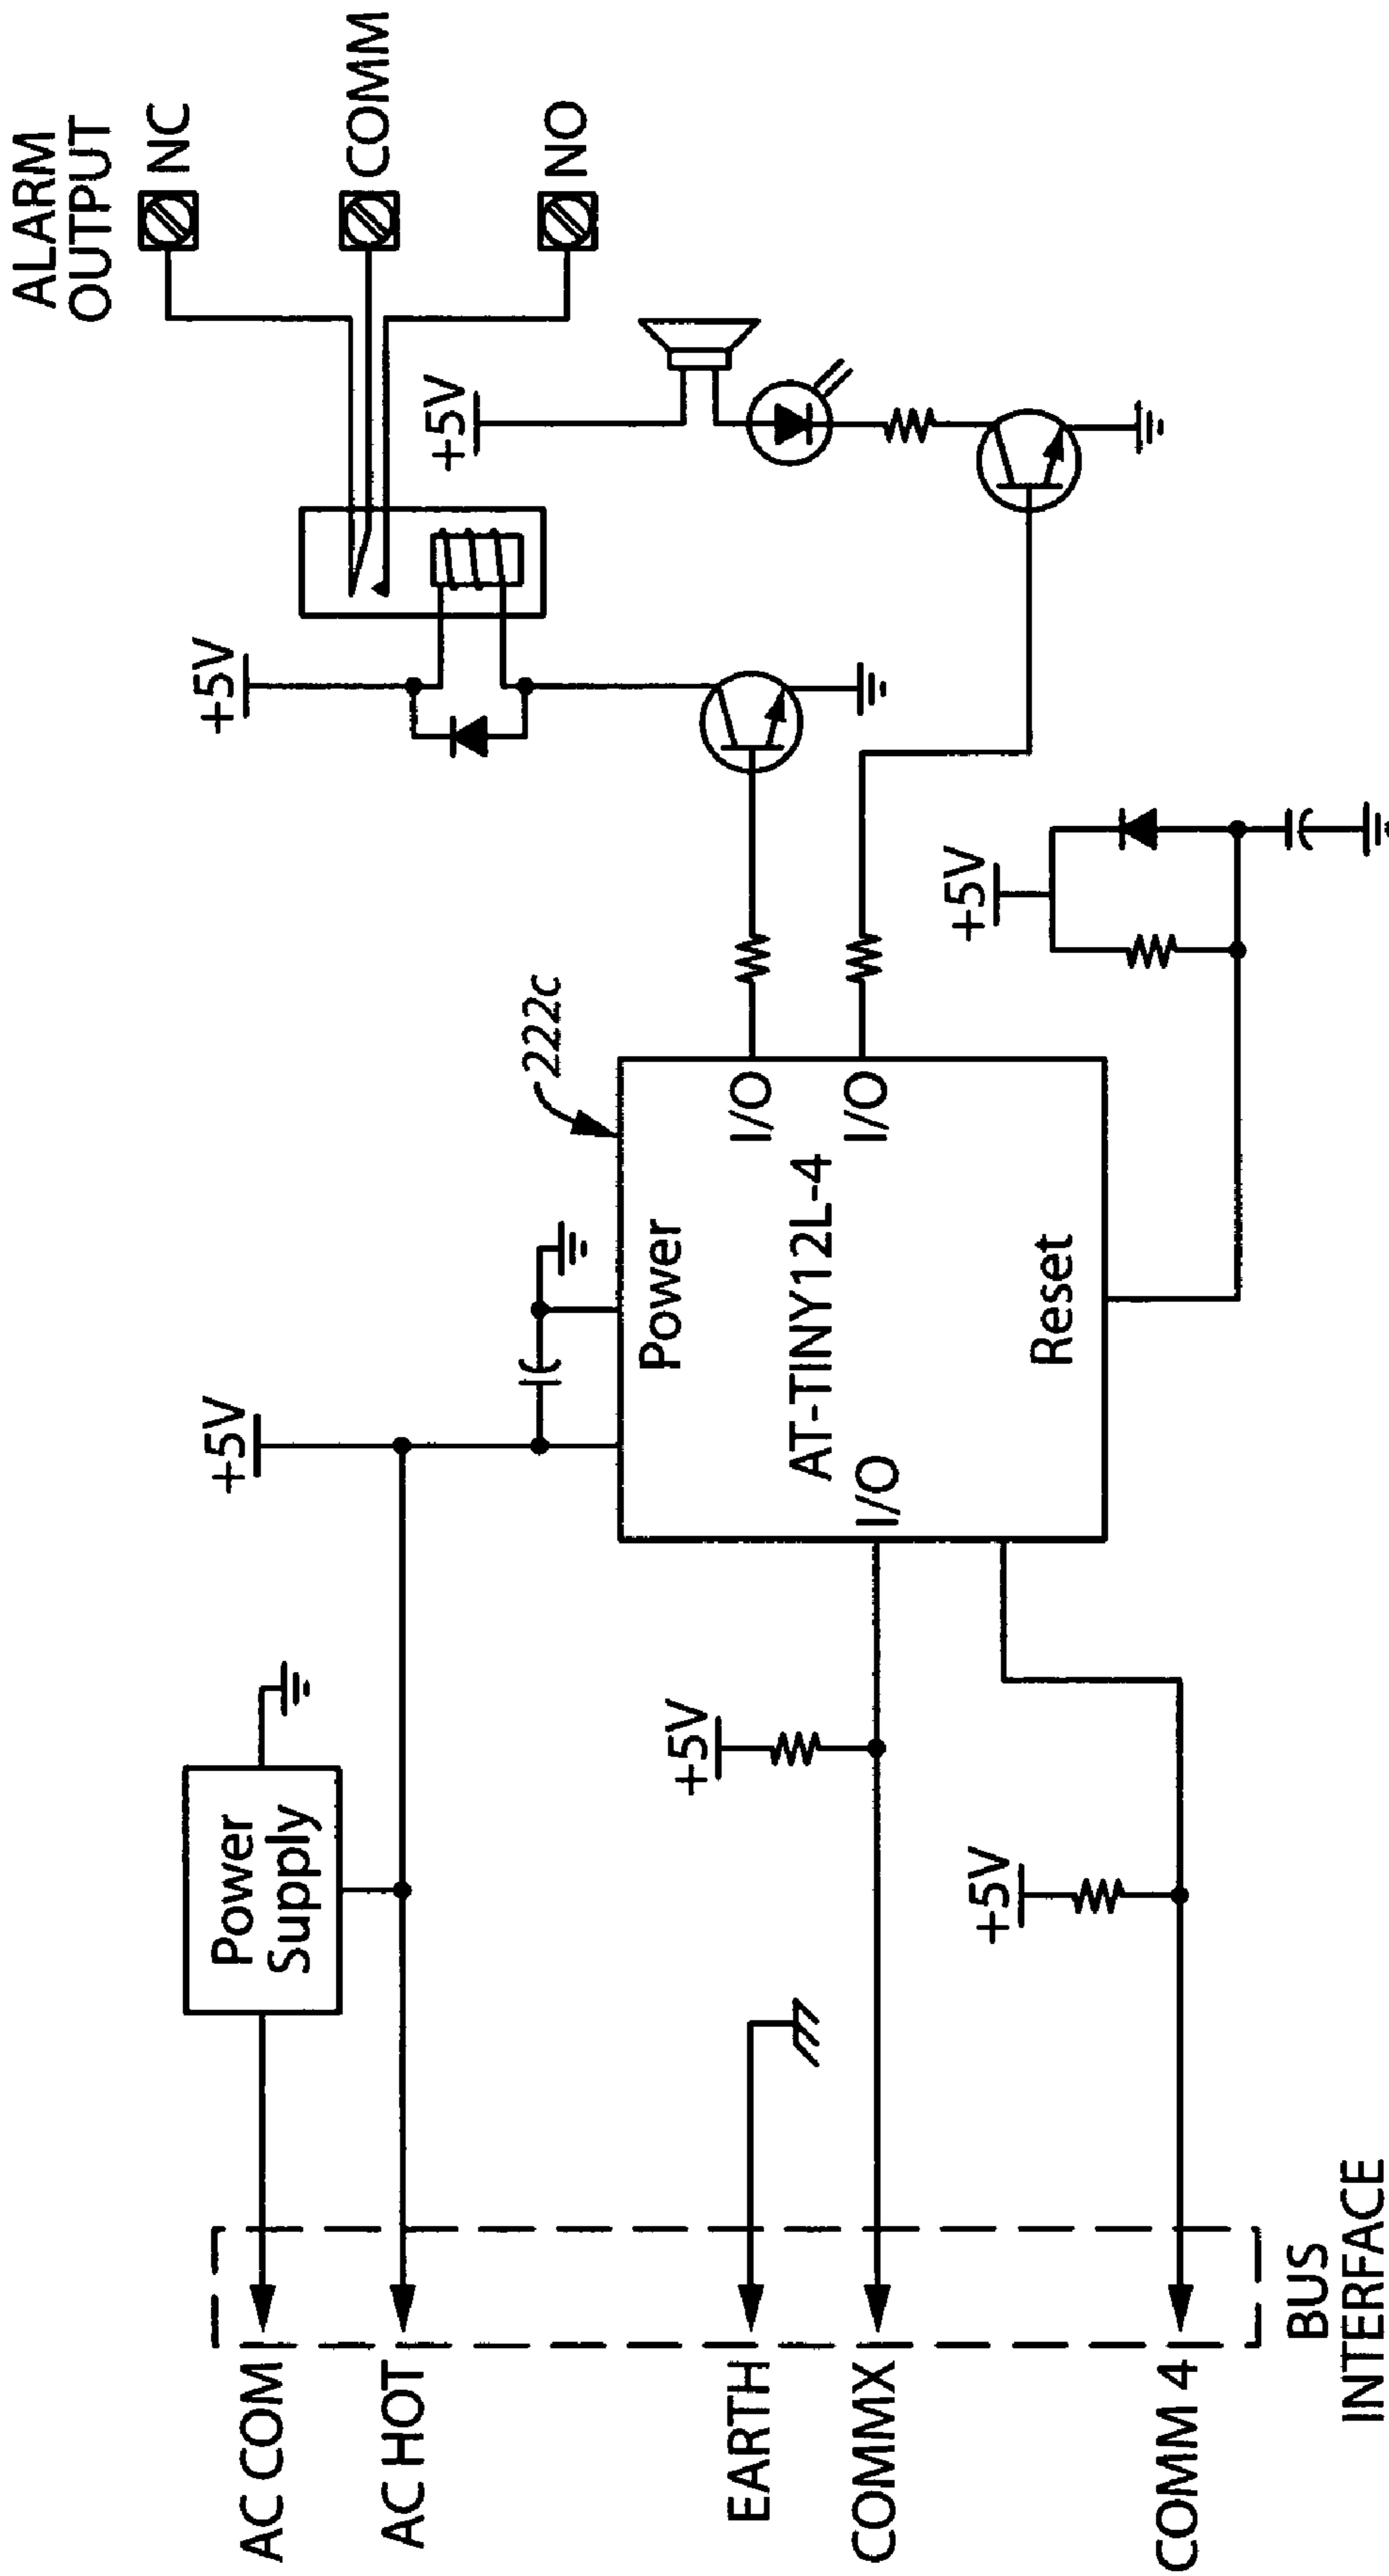 ALARM
OUTPUT
NC
COMM
NO
+5V
+5V
+5V
Power
Supply
222c
Power
I/O
I/O
AT-TINY12L-4
I/O
Reset
+5V
+5V
+5V
AC COM
AC HOT
EARTH
COMMX
COMM 4
BUS
INTERFACE